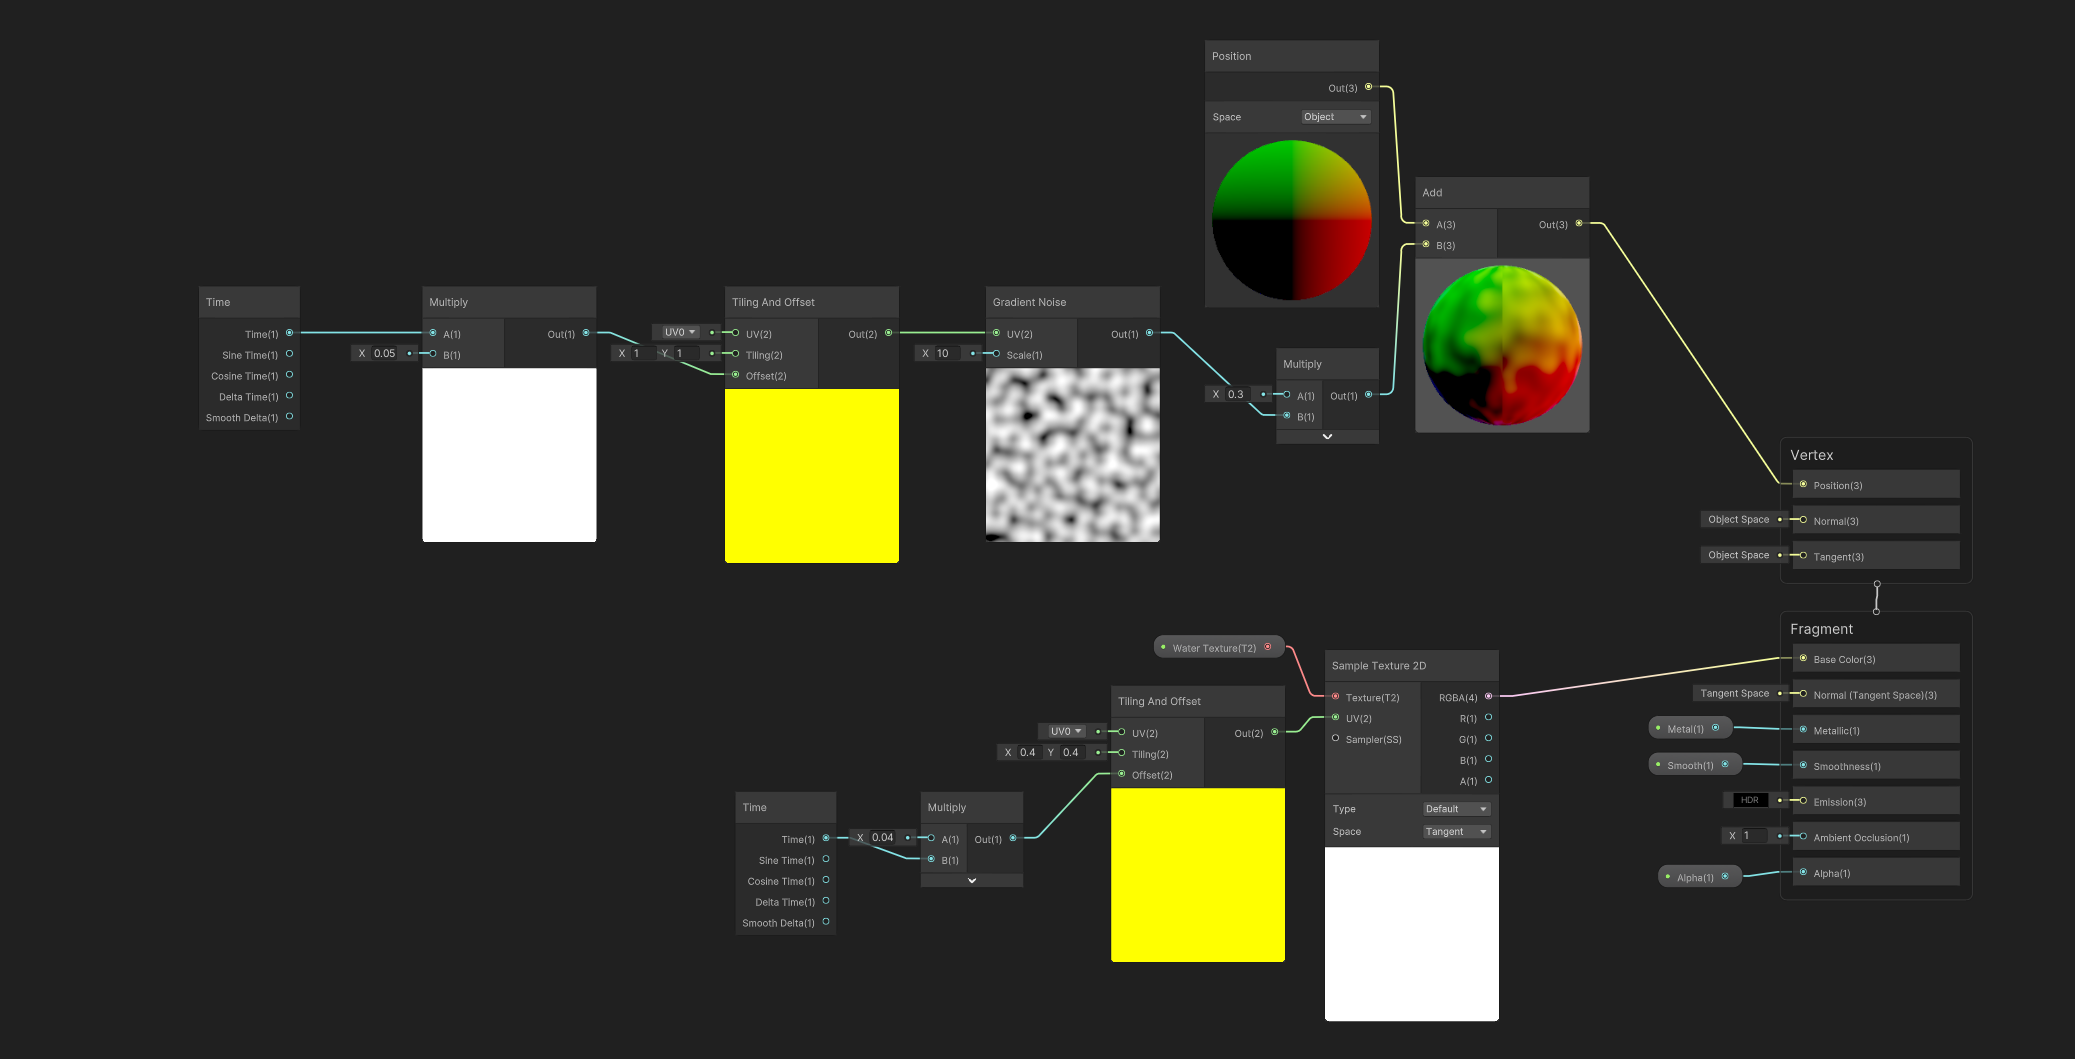 Position
Out(3)
Space
Object
Add
A(3)
Out(3)
B(3)
Time
Time(1)
Sine Time(1)
Cosine Time(1)
Delta Time(1)
Smooth Delta(1)
X 0.05
Multiply
A(1)
Out(1)
B(1)
UV0
X 1 Y 1
Tiling And Offset
UV(2)
Out(2)
Tiling(2)
Offset(2)
X 10
Gradient Noise
UV(2)
Out(1)
Scale(1)
X 0.3
Multiply
A(1)
Out(1)
B(1)
Vertex
Position(3)
Object Space
Normal(3)
Object Space
Tangent(3)
Water Texture(T2)
Sample Texture 2D
Texture(T2)
RGBA(4)
UV(2)
R(1)
Sampler(SS)
G(1)
B(1)
A(1)
Type
Default
Space
Tangent
UV0
X 0.4 Y 0.4
Tiling And Offset
UV(2)
Out(2)
Tiling(2)
Offset(2)
Time
Time(1)
Sine Time(1)
Cosine Time(1)
Delta Time(1)
Smooth Delta(1)
X 0.04
Multiply
A(1)
Out(1)
B(1)
Fragment
Base Color(3)
Tangent Space
Normal (Tangent Space)(3)
Metal(1)
Metallic(1)
Smooth(1)
Smoothness(1)
HDR
Emission(3)
X 1
Ambient Occlusion(1)
Alpha(1)
Alpha(1)